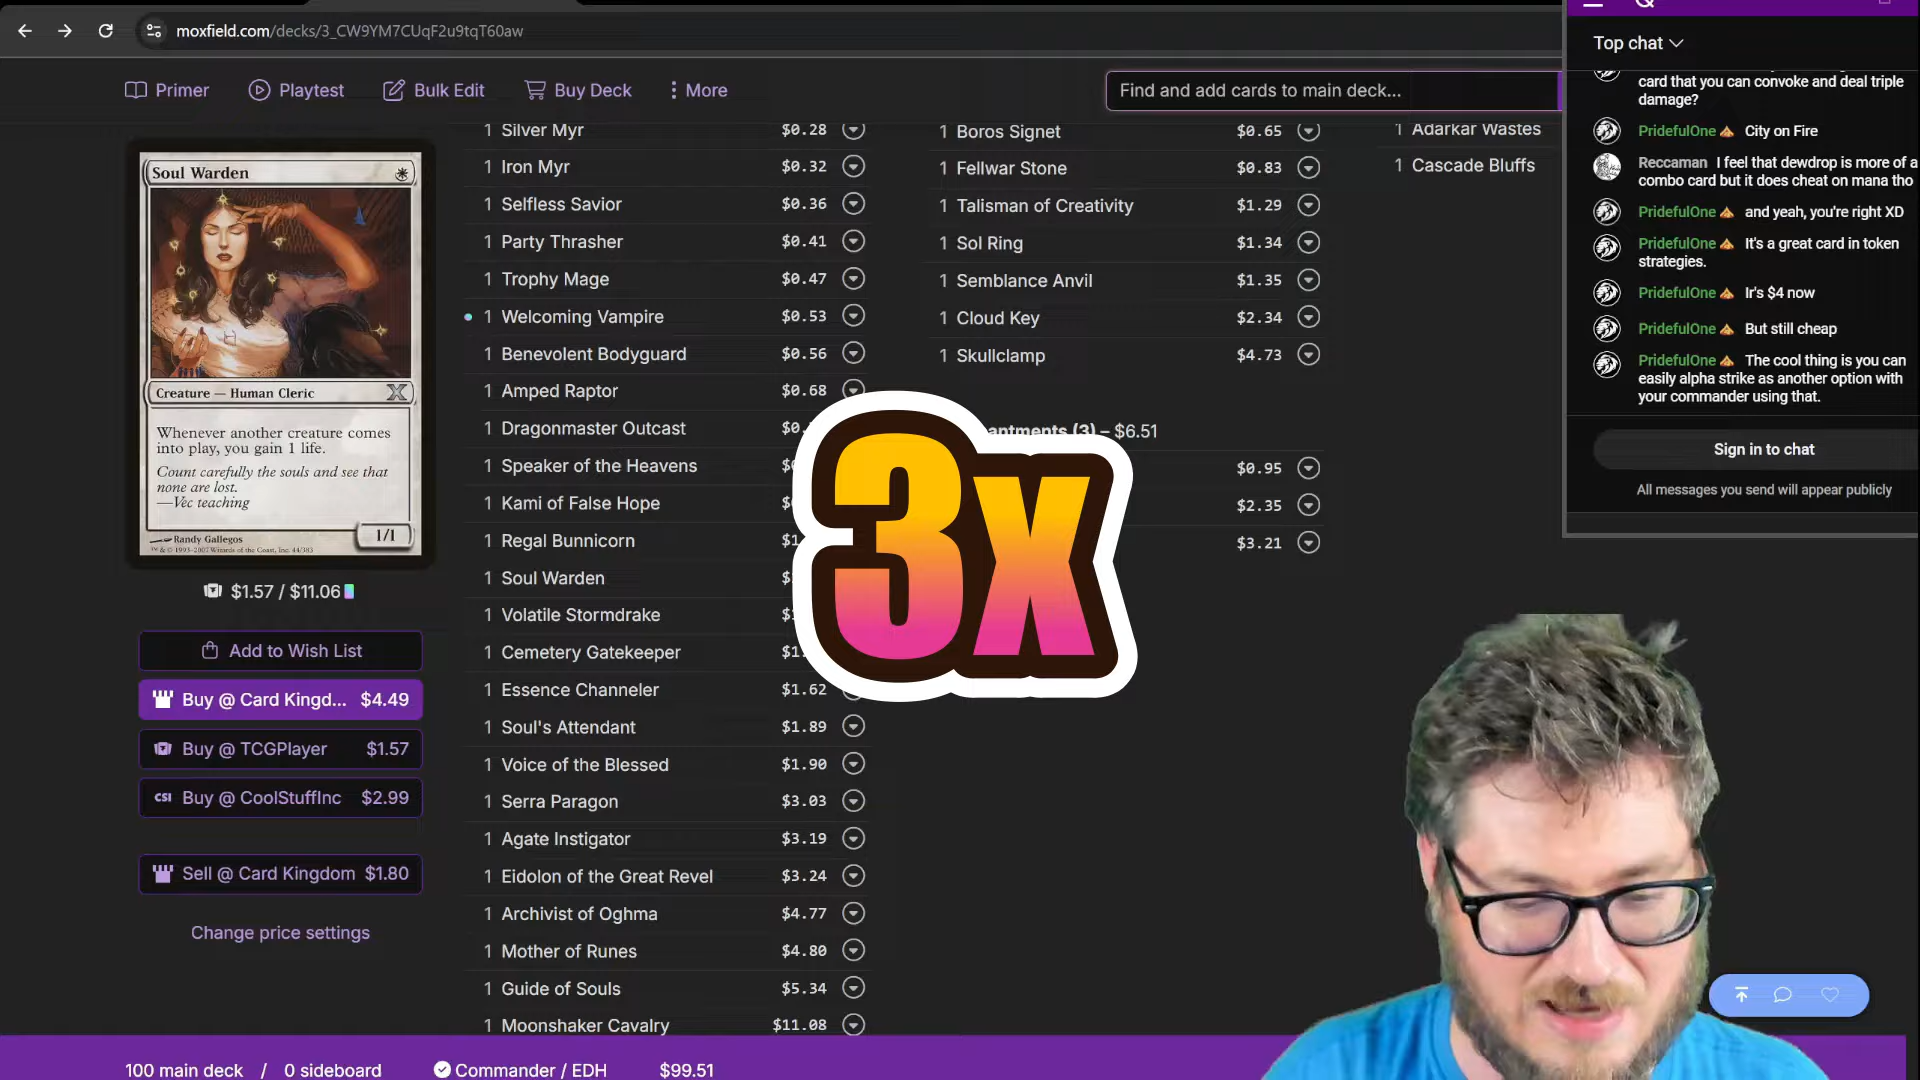 moxfield.com/decks/3_CW9YM7CUqF2u9tqT60aw
Primer
Playtest
Bulk Edit
Buy Deck
More
Find and add cards to main deck...
Soul Warden
Creature — Human Cleric
Whenever another creature comes
into play, you gain 1 life.
Count carefully the souls and see that
none are lost.
—Vec teaching
1/1
Randy Gallegos
™ & © 1993-2007 Wizards of the Coast, Inc. 44/383
$1.57 / $11.06
Add to Wish List
Buy @ Card Kingd... $4.49
Buy @ TCGPlayer $1.57
CSI Buy @ CoolStuffInc $2.99
Sell @ Card Kingdom $1.80
Change price settings
1 Silver Myr $0.28
1 Iron Myr $0.32
1 Selfless Savior $0.36
1 Party Thrasher $0.41
1 Trophy Mage $0.47
1 Welcoming Vampire $0.53
1 Benevolent Bodyguard $0.56
1 Amped Raptor $0.68
1 Dragonmaster Outcast $0.
1 Speaker of the Heavens
1 Kami of False Hope
1 Regal Bunnicorn $1.
1 Soul Warden
1 Volatile Stormdrake
1 Cemetery Gatekeeper $1.
1 Essence Channeler $1.62
1 Soul's Attendant $1.89
1 Voice of the Blessed $1.90
1 Serra Paragon $3.03
1 Agate Instigator $3.19
1 Eidolon of the Great Revel $3.24
1 Archivist of Oghma $4.77
1 Mother of Runes $4.80
1 Guide of Souls $5.34
1 Moonshaker Cavalry $11.08
1 Boros Signet $0.65
1 Fellwar Stone $0.83
1 Talisman of Creativity $1.29
1 Sol Ring $1.34
1 Semblance Anvil $1.35
1 Cloud Key $2.34
1 Skullclamp $4.73
antments (3) – $6.51
$0.95
$2.35
$3.21
3x
1 Adarkar Wastes
1 Cascade Bluffs
Top chat
card that you can convoke and deal triple
damage?
PridefulOne City on Fire
Reccaman I feel that dewdrop is more of a
combo card but it does cheat on mana tho
PridefulOne and yeah, you're right XD
PridefulOne It's a great card in token
strategies.
PridefulOne Ir's $4 now
PridefulOne But still cheap
PridefulOne The cool thing is you can
easily alpha strike as another option with
your commander using that.
Sign in to chat
All messages you send will appear publicly
100 main deck / 0 sideboard Commander / EDH $99.51